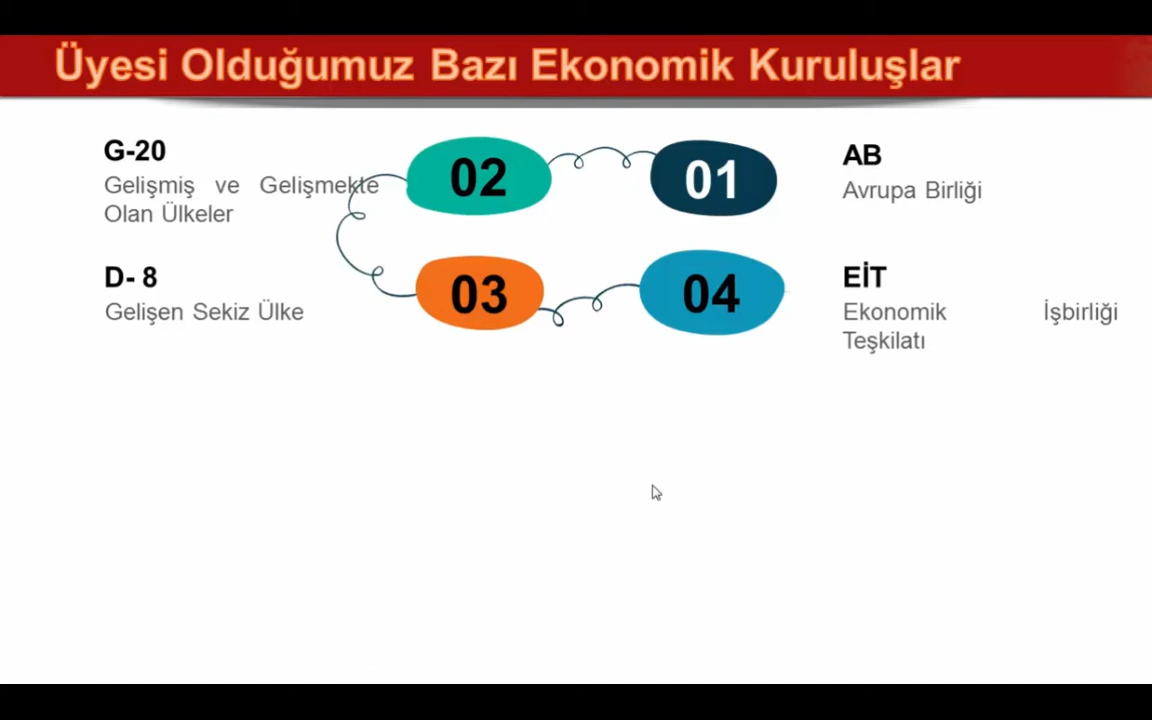 Üyesi Olduğumuz Bazı Ekonomik Kuruluşlar
G-20
Gelişmiş ve Gelişmekte
Olan Ülkeler
02
01
AB
Avrupa Birliği
D- 8
Gelişen Sekiz Ülke
03
04
EİT
Ekonomik İşbirliği
Teşkilatı